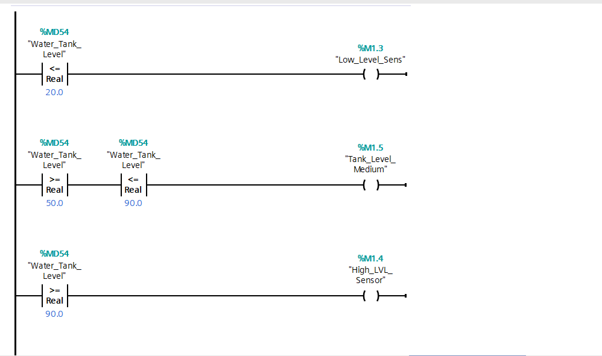 %MD54
"Water_Tank_
Level"
<=
Real
20.0
%M1.3
"Low_Level_Sens"
%MD54
"Water_Tank_
Level"
>=
Real
50.0
%MD54
"Water_Tank_
Level"
<=
Real
90.0
%M1.5
"Tank_Level_
Medium"
%MD54
"Water_Tank_
Level"
>=
Real
90.0
%M1.4
"High_LVL_
Sensor"